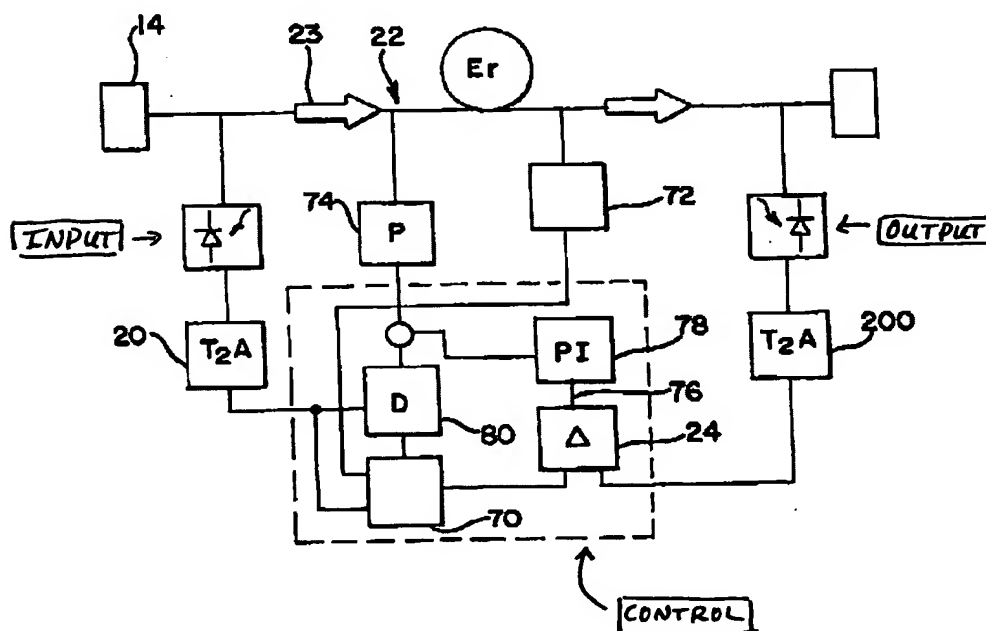 14
23
22
Er
74
P
72
INPUT
OUTPUT
20
T2A
78
PI
200
T2A
76
D
80
Δ
24
70
CONTROL